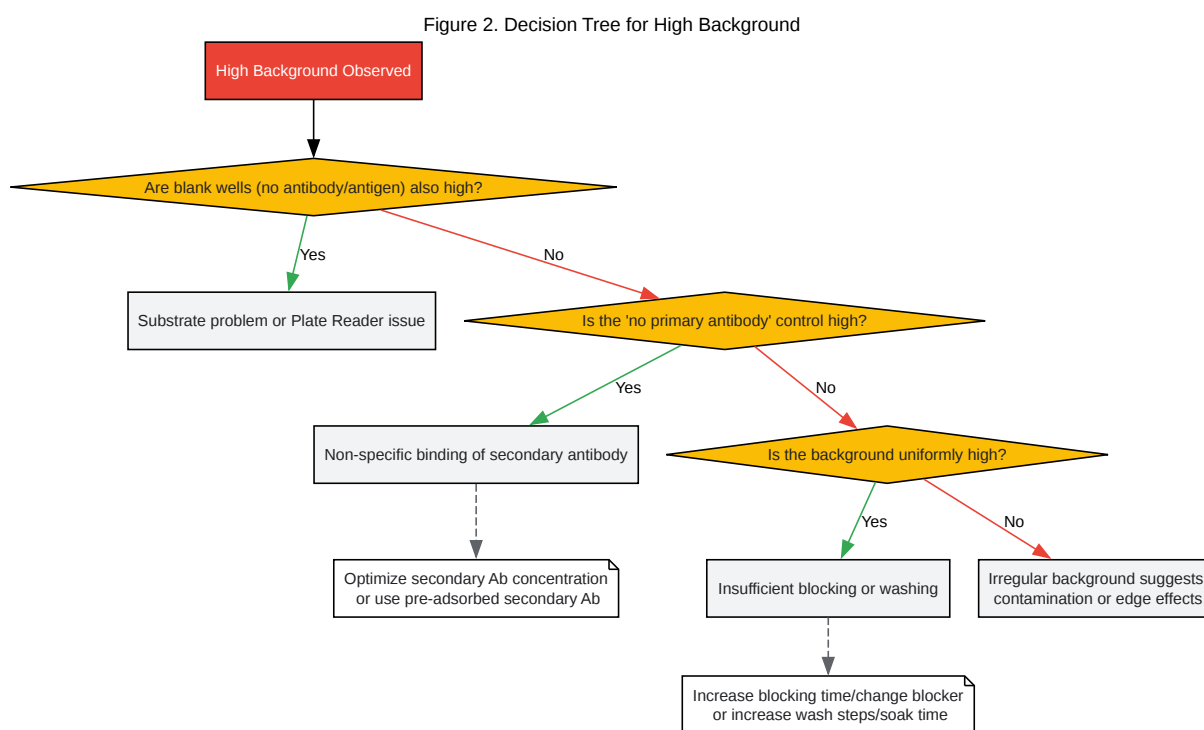 Figure 2. Decision Tree for High Background
High Background Observed
Are blank wells (no antibody/antigen) also high?
Yes
No
Substrate problem or Plate Reader issue
Is the 'no primary antibody' control high?
Yes
No
Non-specific binding of secondary antibody
Is the background uniformly high?
Yes
No
Optimize secondary Ab concentration
or use pre-adsorbed secondary Ab
Insufficient blocking or washing
Irregular background suggests
contamination or edge effects
Increase blocking time/change blocker
or increase wash steps/soak time